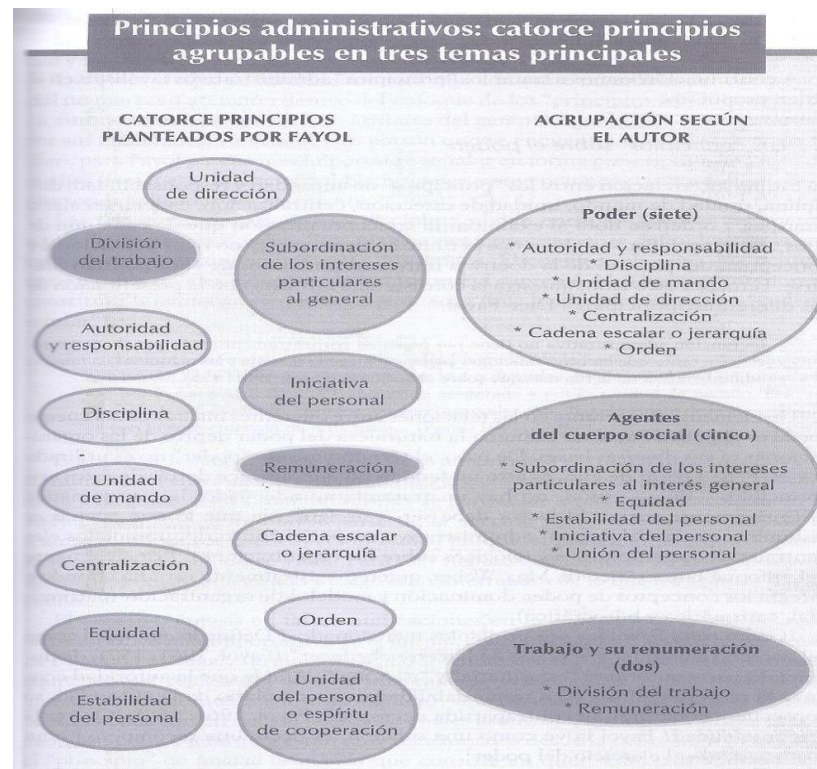 Principios administrativos: catorce principios
agrupables en tres temas principales
CATORCE PRINCIPIOS
PLANTEADOS POR FAYOL
Unidad
de dirección
División
del trabajo
Subordinación
de los intereses
particulares
al general
Autoridad
y responsabilidad
Iniciativa
del personal
Disciplina
Remuneración
Unidad
de mando
Cadena escalar
o jerarquía
Centralización
Orden
Equidad
Unidad
del personal
o espíritu
de cooperación
Estabilidad
del personal
AGRUPACIÓN SEGÚN
EL AUTOR
Poder (siete)
* Autoridad y responsabilidad
* Disciplina
* Unidad de mando
* Unidad de dirección
* Centralización
* Cadena escalar o jerarquía
* Orden
Agentes
del cuerpo social (cinco)
* Subordinación de los intereses
particulares al interés general
* Equidad
* Estabilidad del personal
* Iniciativa del personal
* Unión del personal
Trabajo y su renumeración
(dos)
* División del trabajo
* Remuneración